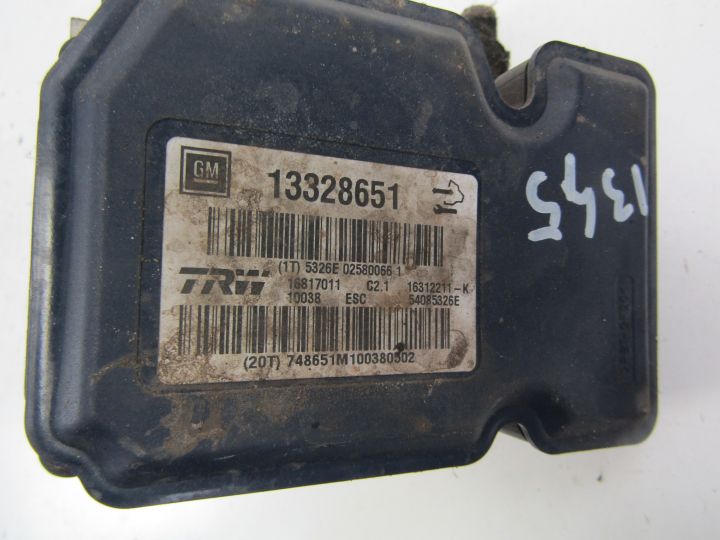 GM
13328651
(1T) 5326E 02580066 1
TRW
16817011 C2.1 16312211-K
10038 ESC 54085326E
(20T) 748651M100380302
1345